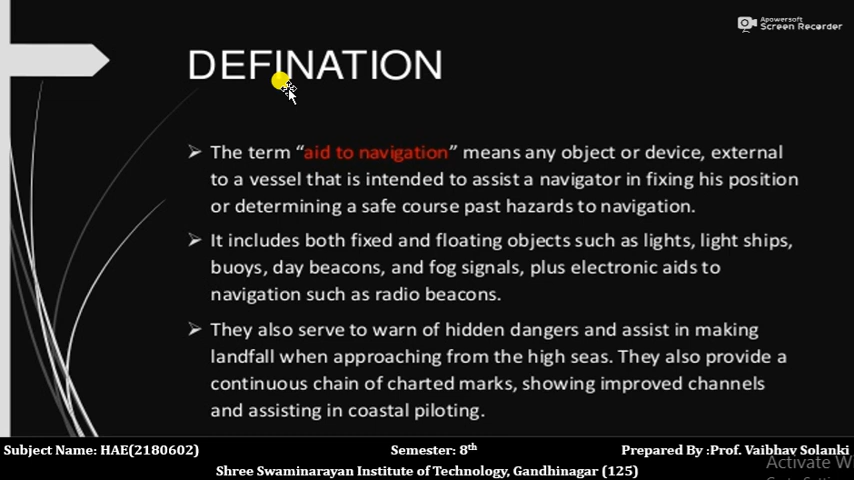 Apowersoft
Screen Recorder
DEFINATION
The term “aid to navigation” means any object or device, external
to a vessel that is intended to assist a navigator in fixing his position
or determining a safe course past hazards to navigation.
It includes both fixed and floating objects such as lights, light ships,
buoys, day beacons, and fog signals, plus electronic aids to
navigation such as radio beacons.
They also serve to warn of hidden dangers and assist in making
landfall when approaching from the high seas. They also provide a
continuous chain of charted marks, showing improved channels
and assisting in coastal piloting.
Subject Name: HAE(2180602) Semester: 8th Prepared By :Prof. Vaibhav Solanki
Shree Swaminarayan Institute of Technology, Gandhinagar (125)
Activate W